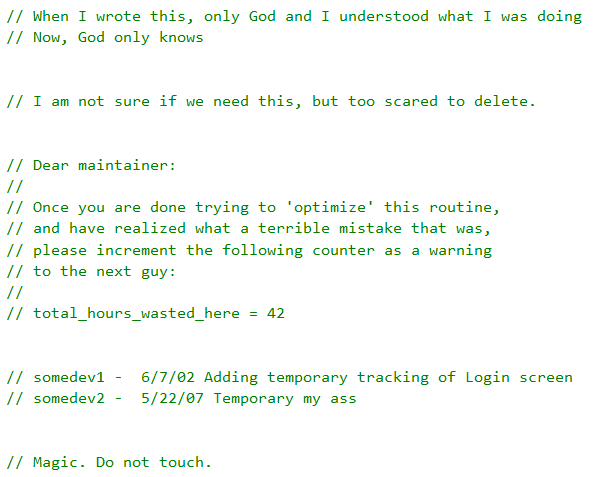 // When I wrote this, only God and I understood what I was doing
// Now, God only knows
// I am not sure if we need this, but too scared to delete.
// Dear maintainer:
//
// Once you are done trying to 'optimize' this routine,
// and have realized what a terrible mistake that was,
// please increment the following counter as a warning
// to the next guy:
//
// total_hours_wasted_here = 42
// somedev1 -  6/7/02 Adding temporary tracking of Login screen
// somedev2 -  5/22/07 Temporary my ass
// Magic. Do not touch.